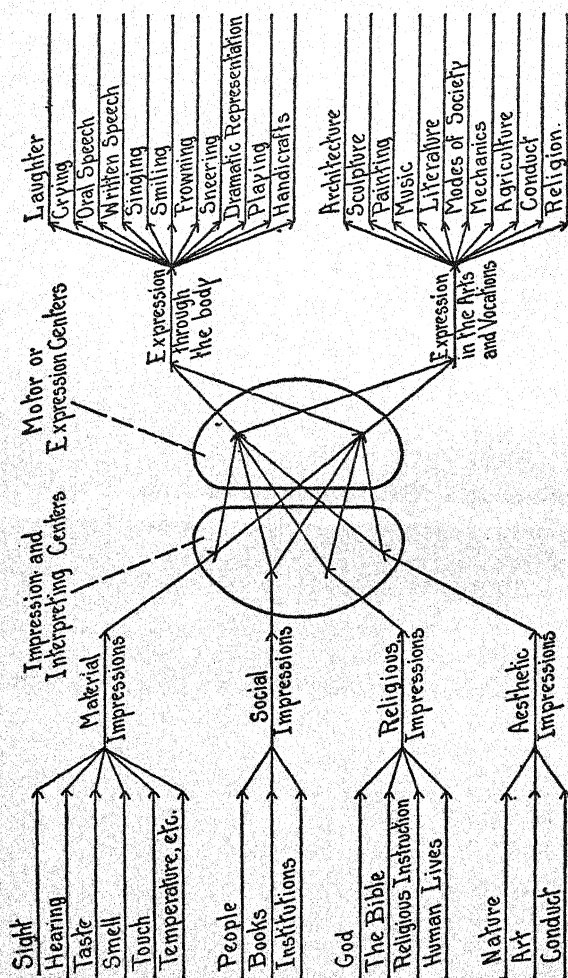 Sight
Hearing
Taste
Smell
Touch
Temperature, etc.
People
Books
Institutions
God
The Bible
Religious Instruction
Human Lives
Nature
Art
Conduct
Material
Impressions
Social
Impressions
Religious
Impressions
Aesthetic
Impressions
Impression and
Interpreting Centers
Motor or
Expression Centers
Expression
through
the body
Expression
in the Arts
and Vocations
Laughter
Crying
Oral Speech
Written Speech
Singing
Smiling
Frowning
Sneering
Dramatic Representation
Playing
Handicrafts
Architecture
Sculpture
Painting
Music
Literature
Modes of Society
Mechanics
Agriculture
Conduct
Religion.